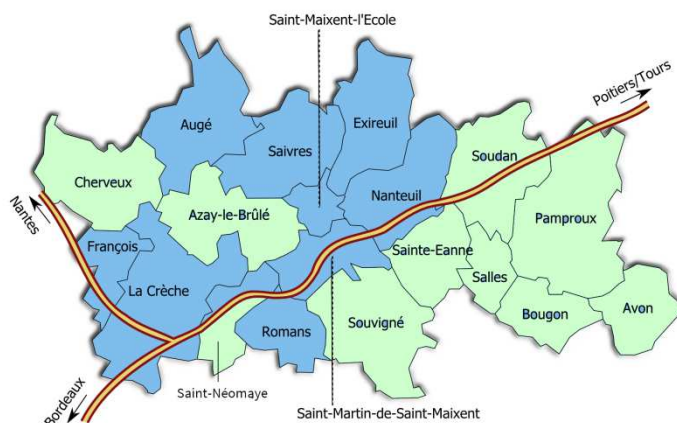 Saint-Maixent-l'Ecole
Poitiers/Tours
Augé
Exireuil
Saivres
Soudan
Cherveux
Nanteuil
Azay-le-Brûlé
Pamproux
Nantes
François
Sainte-Eanne
La Crèche
Salles
Avon
Bougon
Romans
Souvigné
Saint-Néomaye
Bordeaux
Saint-Martin-de-Saint-Maixent